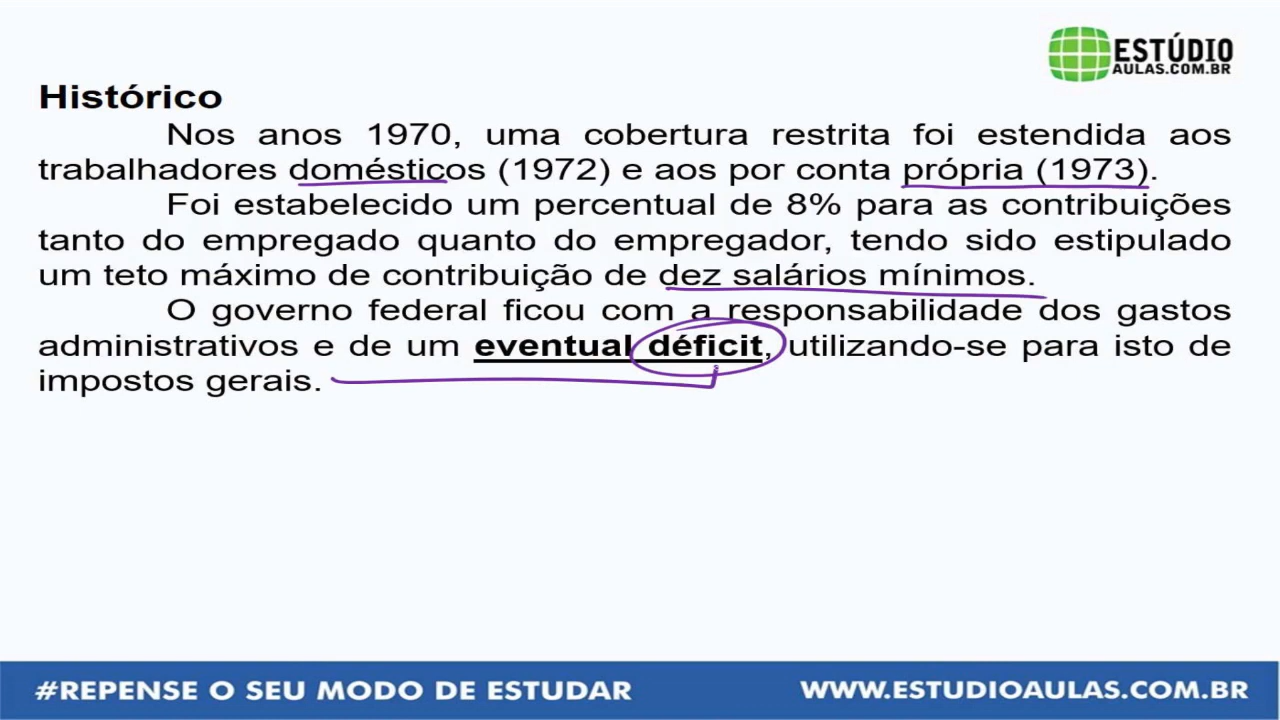 ESTÚDIO
AULAS.COM.BR
Histórico
Nos anos 1970, uma cobertura restrita foi estendida aos
trabalhadores domésticos (1972) e aos por conta própria (1973).
Foi estabelecido um percentual de 8% para as contribuições
tanto do empregado quanto do empregador, tendo sido estipulado
um teto máximo de contribuição de dez salários mínimos.
O governo federal ficou com a responsabilidade dos gastos
administrativos e de um eventual déficit, utilizando-se para isto de
impostos gerais.
#REPENSE O SEU MODO DE ESTUDAR
WWW.ESTUDIOAULAS.COM.BR